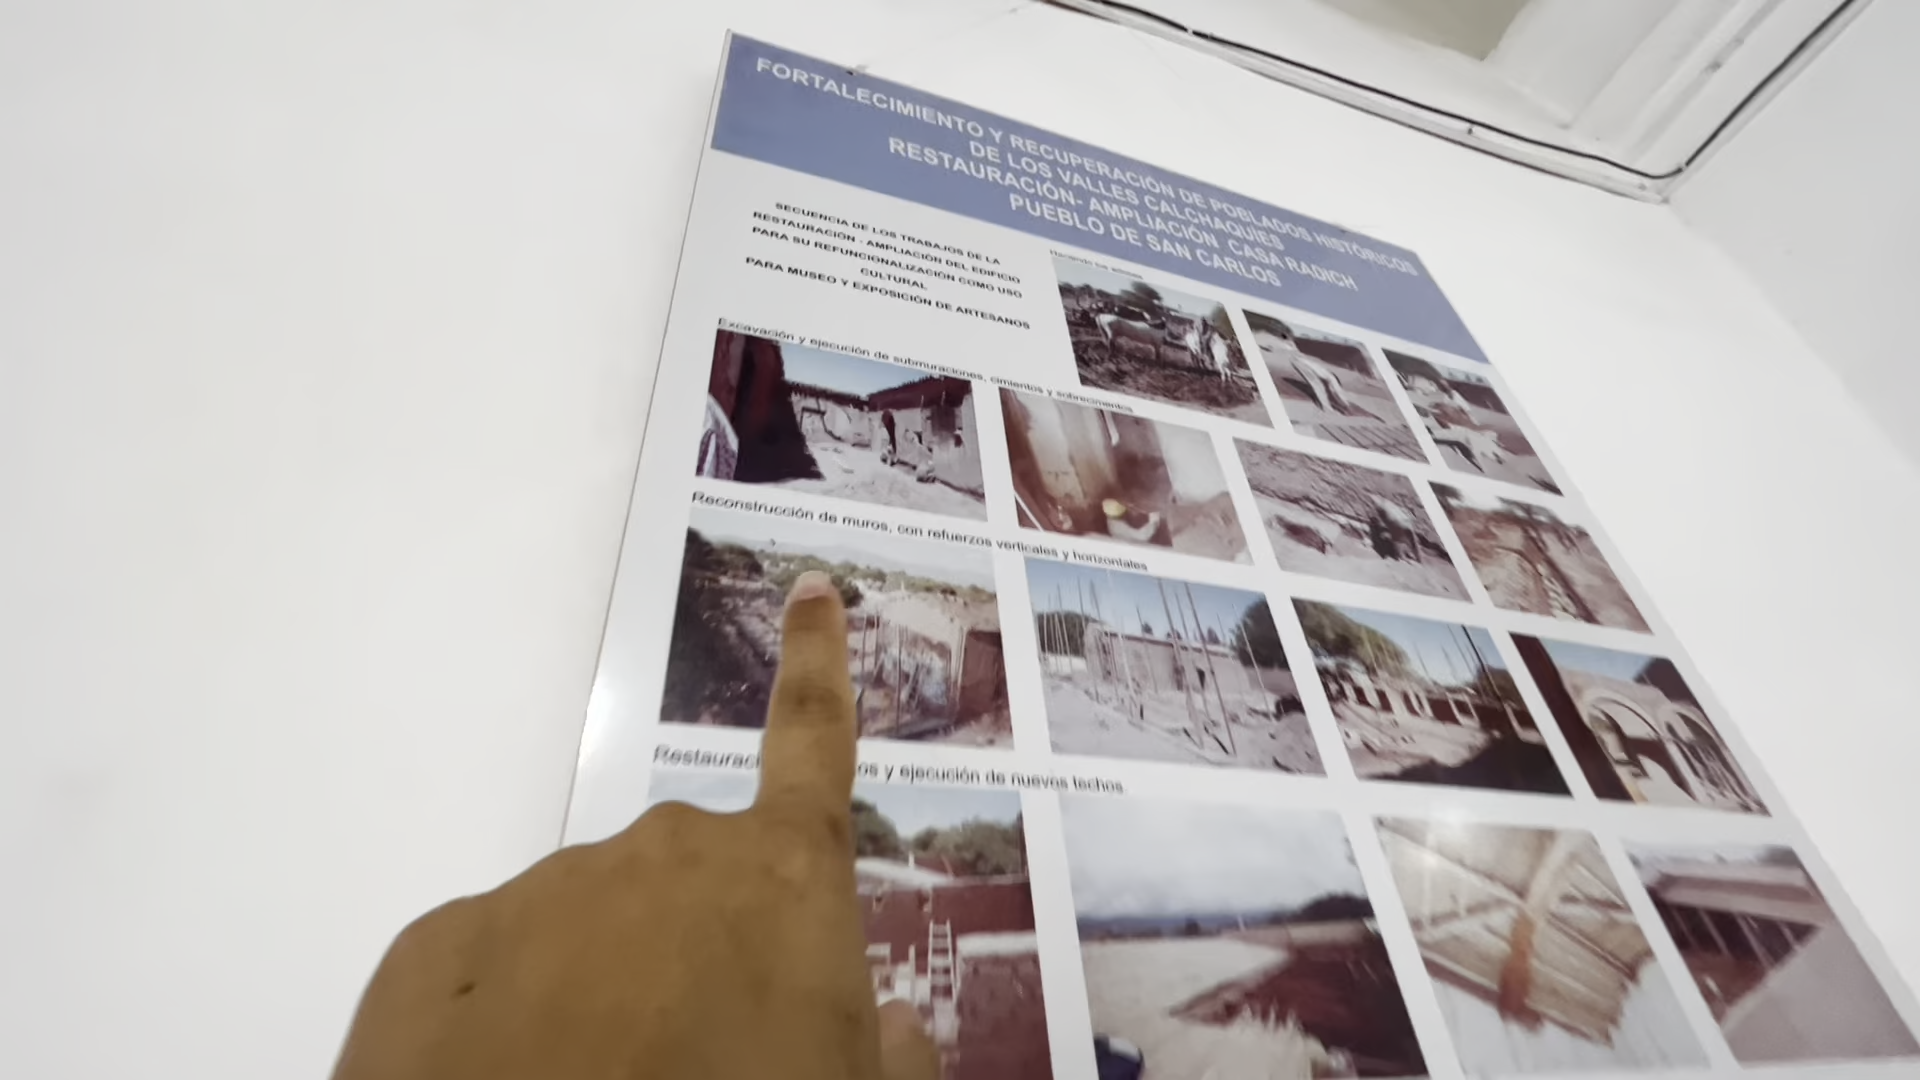 FORTALECIMIENTO Y RECUPERACIÓN DE POBLADOS HISTÓRICOS
DE LOS VALLES CALCHAQUIES
RESTAURACIÓN- AMPLIACIÓN CASA RADICH
PUEBLO DE SAN CARLOS
SECUENCIA DE LOS TRABAJOS DE LA
RESTAURACIÓN - AMPLIACIÓN DEL EDIFICIO
PARA SU REFUNCIONALIZACIÓN COMO USO
CULTURAL
PARA MUSEO Y EXPOSICIÓN DE ARTESANOS
Excavación y ejecución de submuraciones, cimientos y sobrecimientos
Reconstrucción de muros, con refuerzos verticales y horizontales
y ejecución de nuevos techos